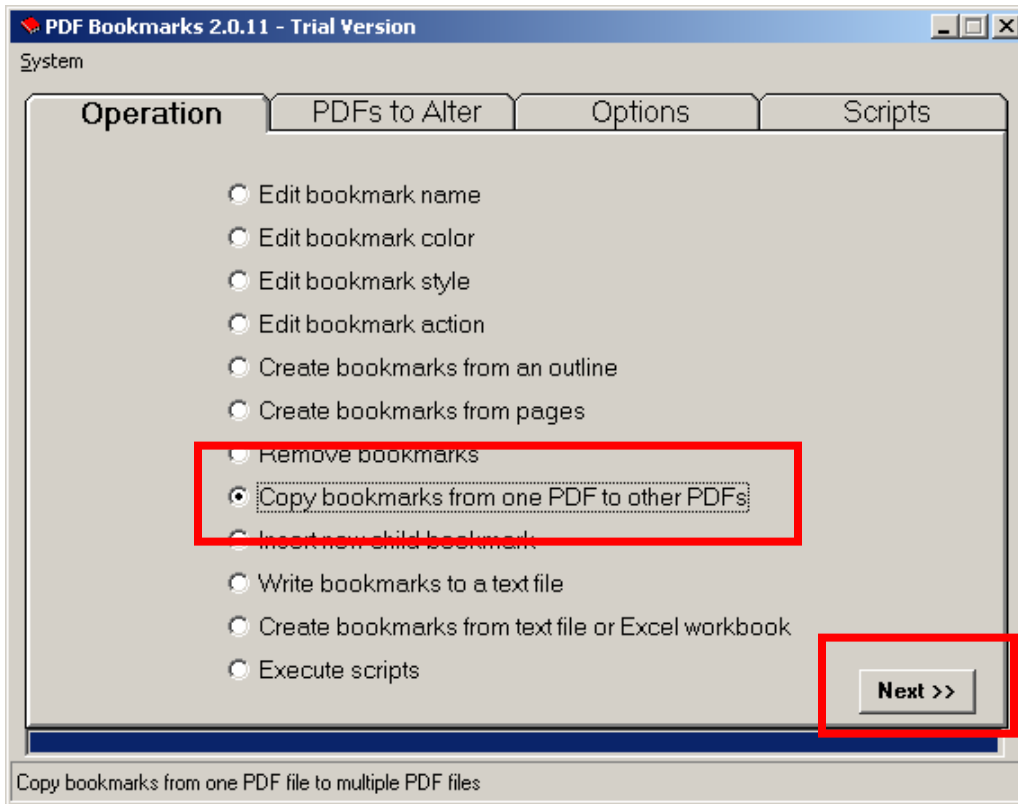 PDF Bookmarks 2.0.11 - Trial Version
System
Operation PDFs to Alter Options Scripts
Edit bookmark name
Edit bookmark color
Edit bookmark style
Edit bookmark action
Create bookmarks from an outline
Create bookmarks from pages
Remove bookmarks
Copy bookmarks from one PDF to other PDFs
Insert new child bookmark
Write bookmarks to a text file
Create bookmarks from text file or Excel workbook
Execute scripts
Next >>
Copy bookmarks from one PDF file to multiple PDF files